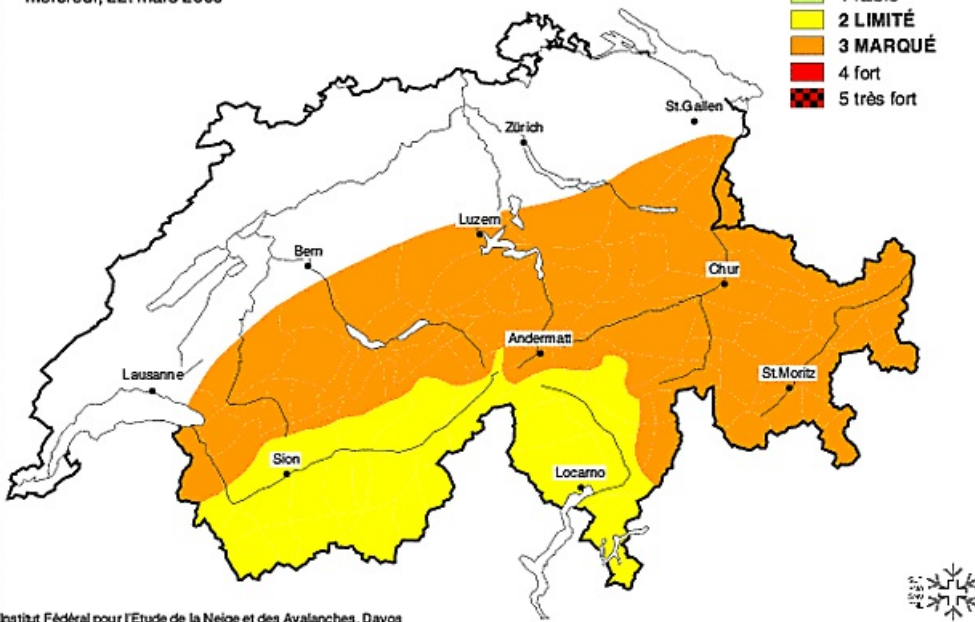 2 LIMITÉ
3 MARQUÉ
4 fort
5 très fort
St.Gallen
Zürich
Luzern
Bern
Chur
Andermatt
Lausanne
St.Moritz
Sion
Locarno
Institut Fédéral pour l'Etude de la Neige et des Avalanches, Davos